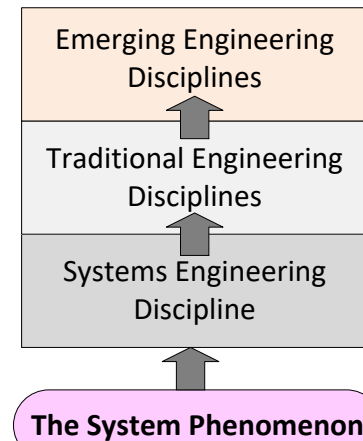 Emerging Engineering
Disciplines
Traditional Engineering
Disciplines
Systems Engineering
Discipline
The System Phenomenon